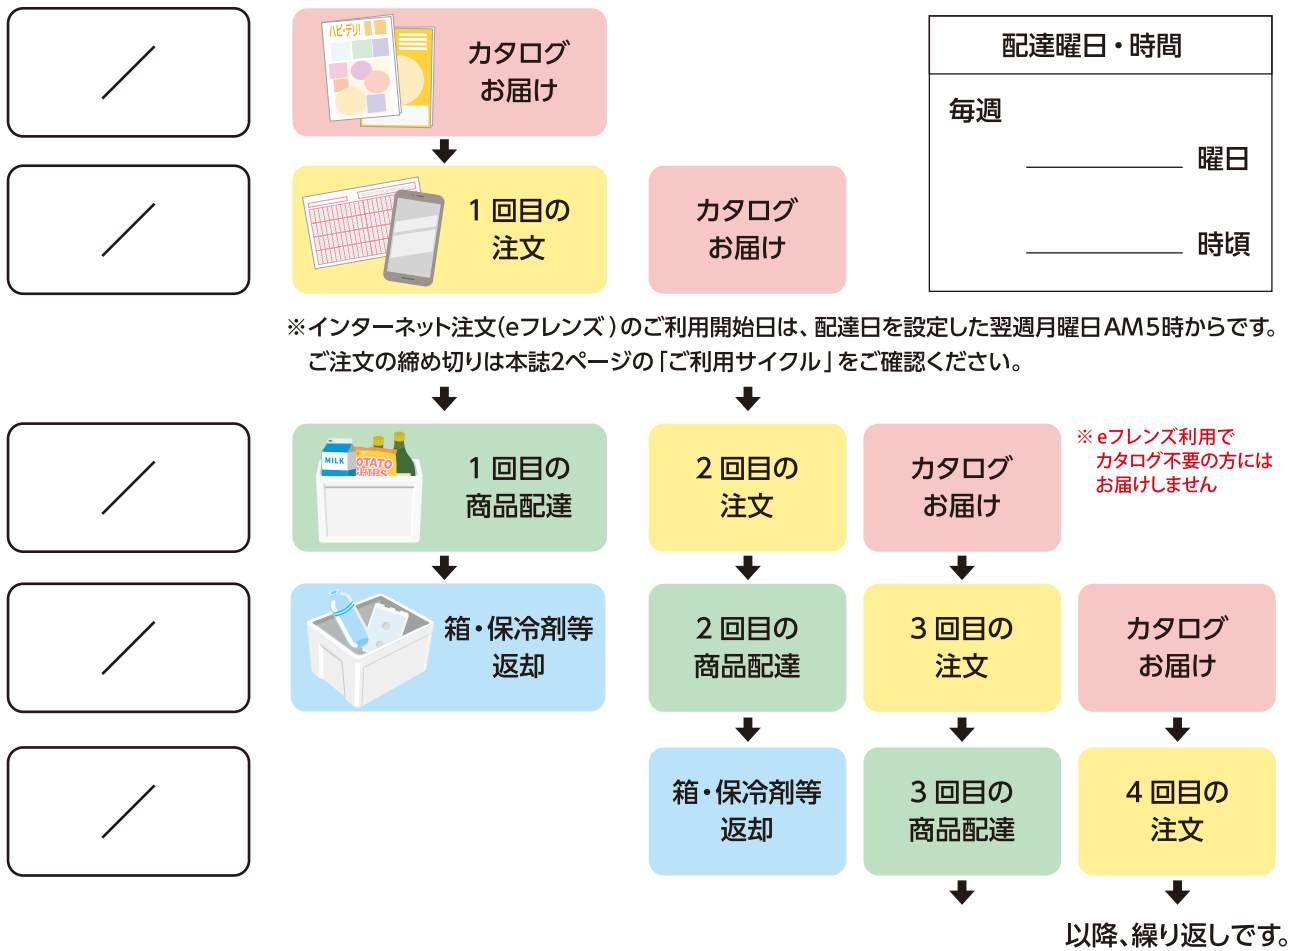 ハピ・デリ!
カタログ
お届け
配達曜日・時間
毎週
曜日
時頃
1 回目の
注文
カタログ
お届け
※インターネット注文(eフレンズ)のご利用開始日は、配達日を設定した翌週月曜日AM5時からです。
ご注文の締め切りは本誌2ページの「ご利用サイクル」をご確認ください。
MILK
POTATO
CHIPS
1 回目の
商品配達
2 回目の
注文
カタログ
お届け
※eフレンズ利用で
カタログ不要の方には
お届けしません
箱・保冷剤等
返却
2 回目の
商品配達
3 回目の
注文
カタログ
お届け
箱・保冷剤等
返却
3 回目の
商品配達
4 回目の
注文
以降、繰り返しです。